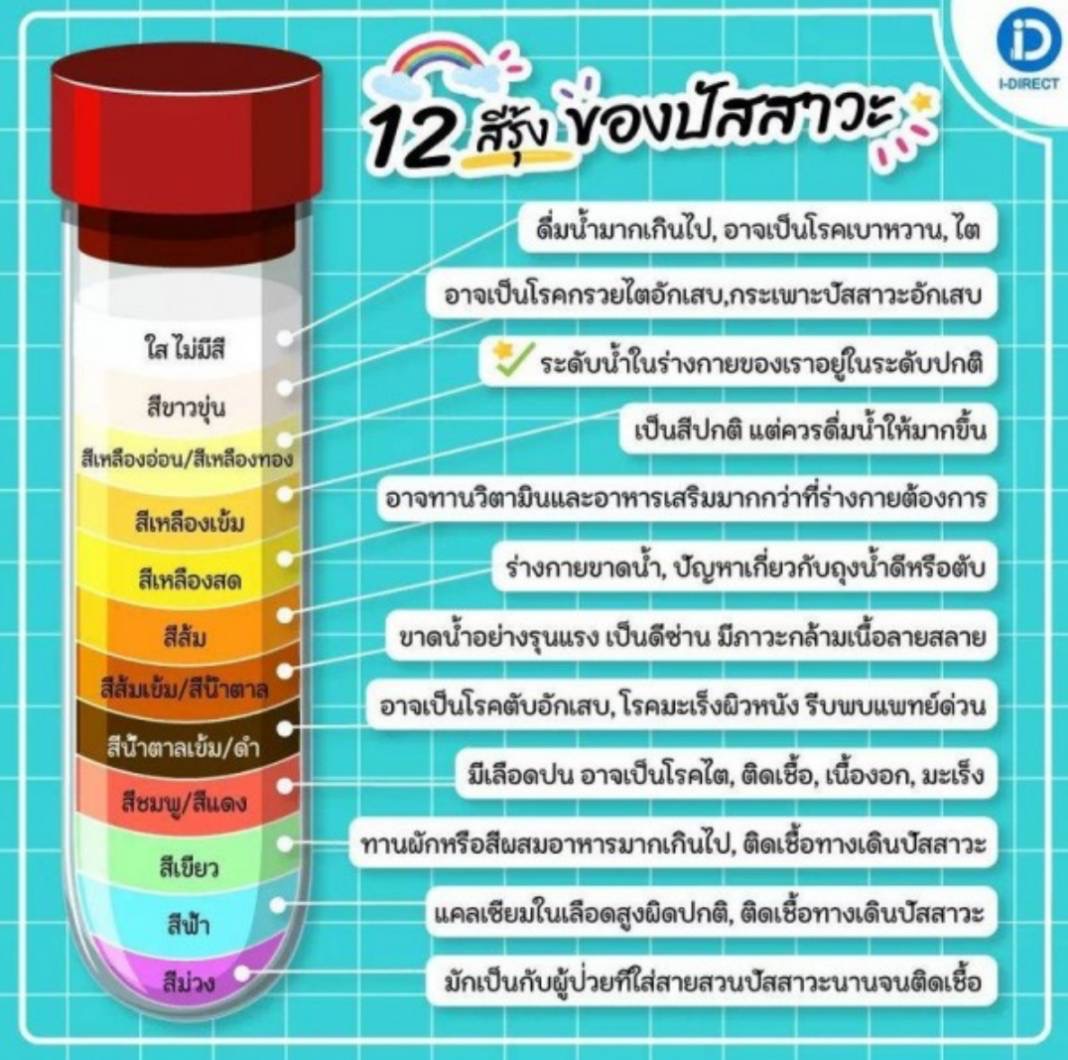 I-DIRECT
12 สีรุ้ง ของปัสสาวะ
ใส ไม่มีสี
ดื่มน้ำมากเกินไป, อาจเป็นโรคเบาหวาน, ไต
สีขาวขุ่น
อาจเป็นโรคกรวยไตอักเสบ,กระเพาะปัสสาวะอักเสบ
สีเหลืองอ่อน/สีเหลืองทอง
ระดับน้ำในร่างกายของเราอยู่ในระดับปกติ
สีเหลืองเข้ม
เป็นสีปกติ แต่ควรดื่มน้ำให้มากขึ้น
สีเหลืองสด
อาจทานวิตามินและอาหารเสริมมากกว่าที่ร่างกายต้องการ
สีส้ม
ร่างกายขาดน้ำ, ปัญหาเกี่ยวกับถุงน้ำดีหรือตับ
สีส้มเข้ม/สีน้ำตาล
ขาดน้ำอย่างรุนแรง เป็นดีซ่าน มีภาวะกล้ามเนื้อลายสลาย
สีน้ำตาลเข้ม/ดำ
อาจเป็นโรคตับอักเสบ, โรคมะเร็งผิวหนัง รีบพบแพทย์ด่วน
สีชมพู/สีแดง
มีเลือดปน อาจเป็นโรคไต, ติดเชื้อ, เนื้องอก, มะเร็ง
สีเขียว
ทานผักหรือสีผสมอาหารมากเกินไป, ติดเชื้อทางเดินปัสสาวะ
สีฟ้า
แคลเซียมในเลือดสูงผิดปกติ, ติดเชื้อทางเดินปัสสาวะ
สีม่วง
มักเป็นกับผู้ป่วยที่ใส่สายสวนปัสสาวะนานจนติดเชื้อ